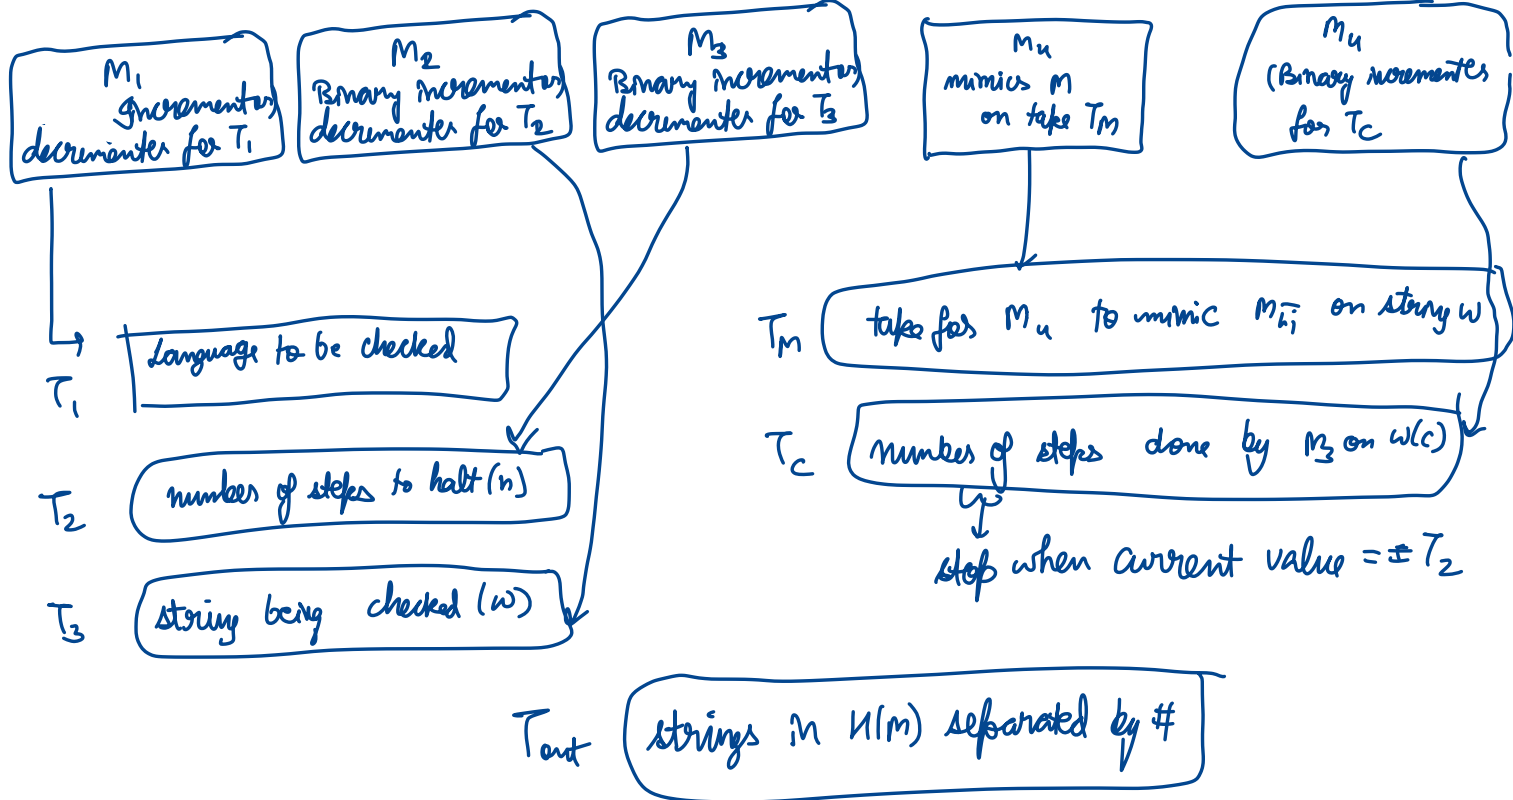 M1
Incrementer,
decrementer for T1
M2
Binary incrementer,
decrementer for T2
M3
Binary incrementer,
decrementer for T3
Mu
mimics M
on take TM
Mu
(Binary incrementer
for TC
T1
Language to be checked
T2
number of steps to halt (n)
T3
string being checked (w)
TM
take for Mu to mimic on string w
TC
number of steps done by M3 on w(c)
stop when current value == T2
Tout
strings in H(M) separated by #